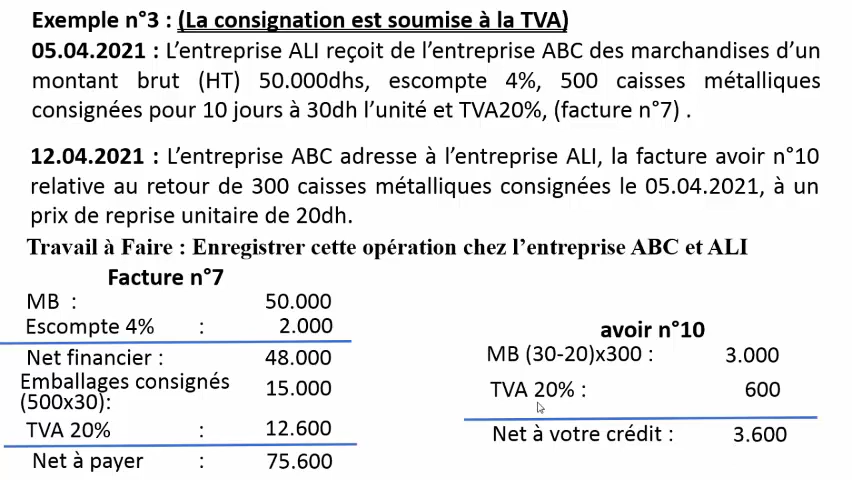 Exemple n°3 : (La consignation est soumise à la TVA)
05.04.2021 : L’entreprise ALI reçoit de l’entreprise ABC des marchandises d’un
montant brut (HT) 50.000dhs, escompte 4%, 500 caisses métalliques
consignées pour 10 jours à 30dh l’unité et TVA20%, (facture n°7) .
12.04.2021 : L’entreprise ABC adresse à l’entreprise ALI, la facture avoir n°10
relative au retour de 300 caisses métalliques consignées le 05.04.2021, à un
prix de reprise unitaire de 20dh.
Travail à Faire : Enregistrer cette opération chez l’entreprise ABC et ALI
Facture n°7
MB : 50.000
Escompte 4% : 2.000
Net financier : 48.000
Emballages consignés
(500x30): 15.000
TVA 20% : 12.600
Net à payer : 75.600
avoir n°10
MB (30-20)x300 : 3.000
TVA 20% : 600
Net à votre crédit : 3.600